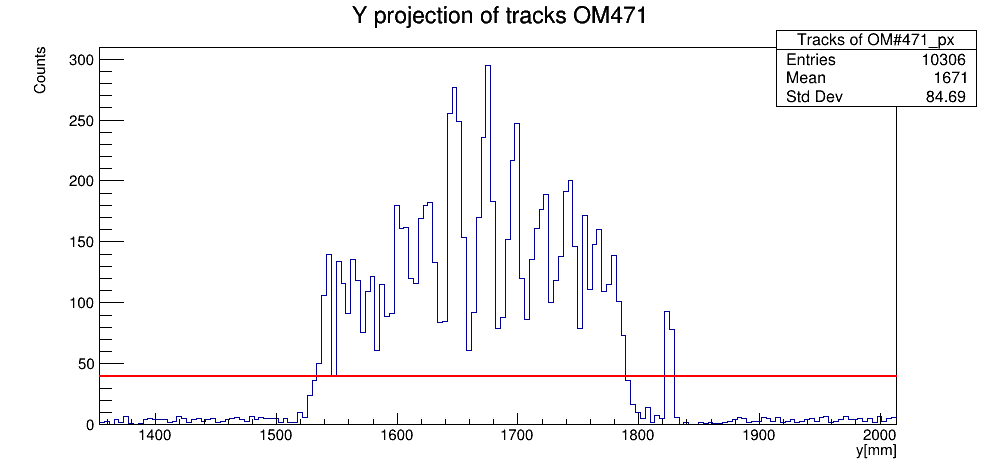 Y projection of tracks OM471
Counts
Tracks of OM#471_px
Entries 10306
Mean 1671
Std Dev 84.69
300
250
200
150
100
50
0
1400 1500 1600 1700 1800 1900 2000
y[mm]